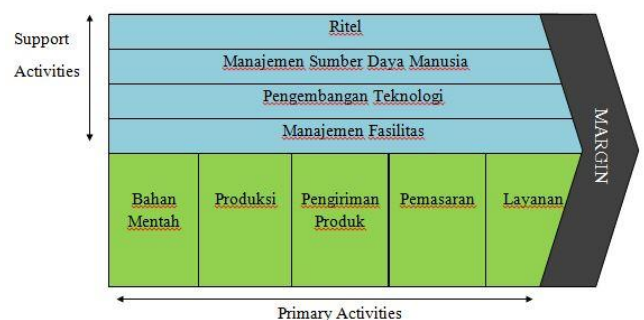 Support
Activities
Ritel
Manajemen Sumber Daya Manusia
Pengembangan Teknologi
Manajemen Fasilitas
MARGIN
Bahan
Mentah
Produksi
Pengiriman
Produk
Pemasaran
Layanan
Primary Activities